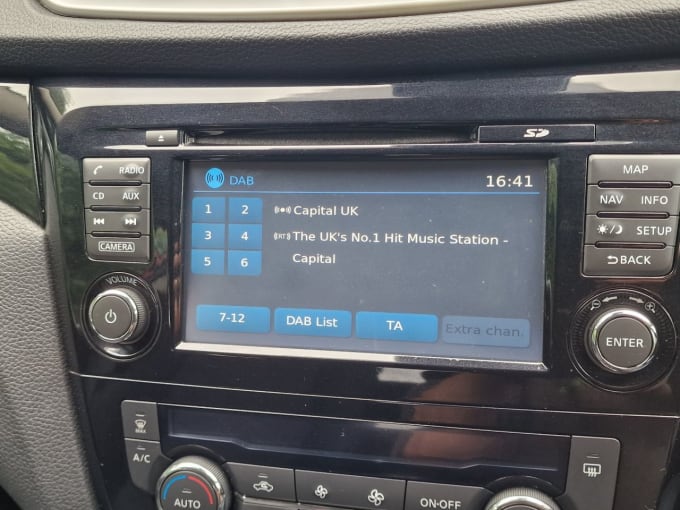 RADIO
CD AUX
CAMERA
VOLUME
DAB 16:41
1 2 Capital UK
3 4 (RT) The UK's No.1 Hit Music Station -
Capital
5 6
7-12 DAB List TA Extra chan.
SD
MAP
NAV INFO
SETUP
BACK
ENTER
MAX
A/C
AUTO
ON·OFF